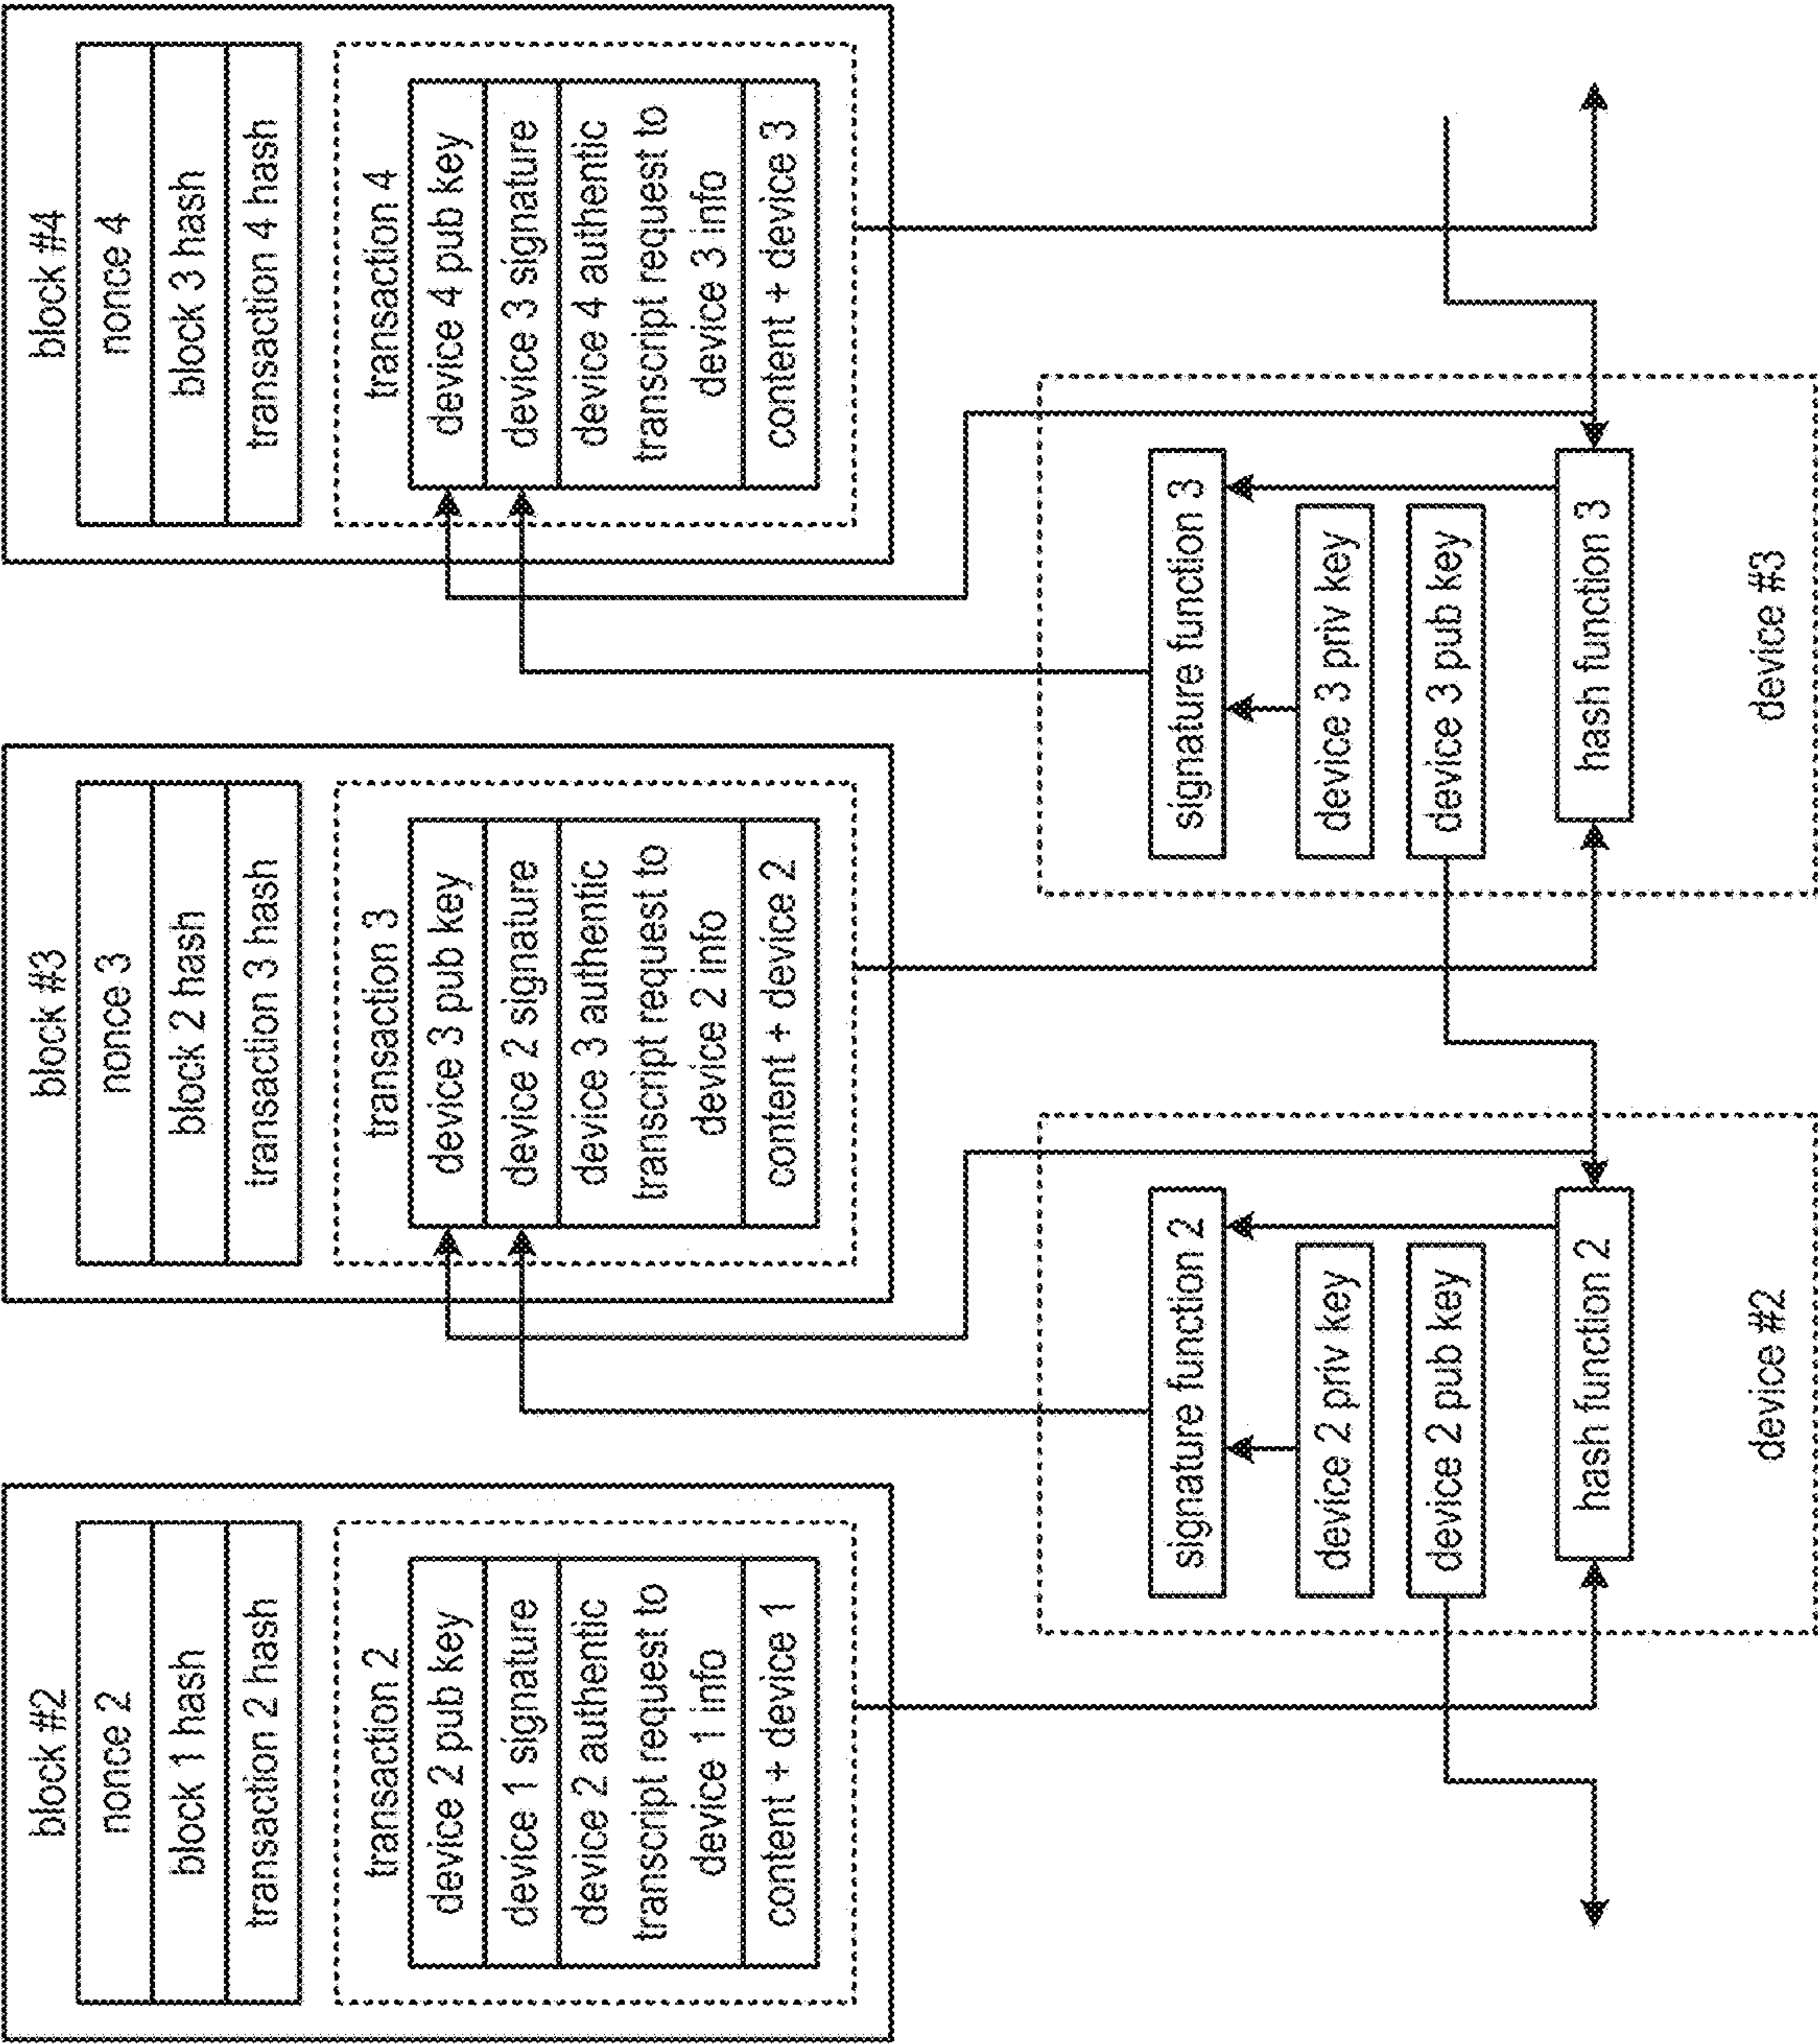 block #2
nonce 2
block 1 hash
transaction 2 hash
transaction 2
device 2 pub key
device 1 signature
device 2 authentic
transcript request to
device 1 info
content + device 1
block #3
nonce 3
block 2 hash
transaction 3 hash
transaction 3
device 3 pub key
device 2 signature
device 3 authentic
transcript request to
device 2 info
content + device 2
block #4
nonce 4
block 3 hash
transaction 4 hash
transaction 4
device 4 pub key
device 3 signature
device 4 authentic
transcript request to
device 3 info
content + device 3
signature function 2
device 2 priv key
device 2 pub key
hash function 2
device #2
signature function 3
device 3 priv key
device 3 pub key
hash function 3
device #3